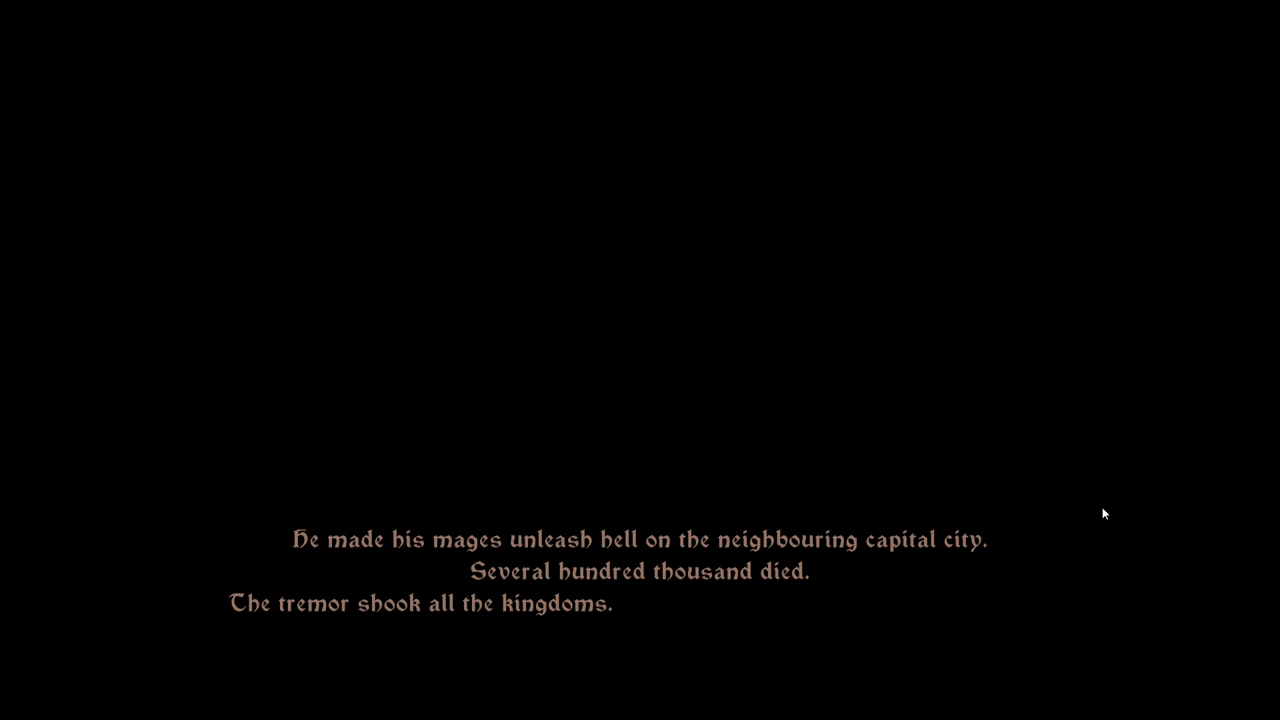 He made his mages unleash hell on the neighbouring capital city.
Several hundred thousand died.
The tremor shook all the kingdoms.